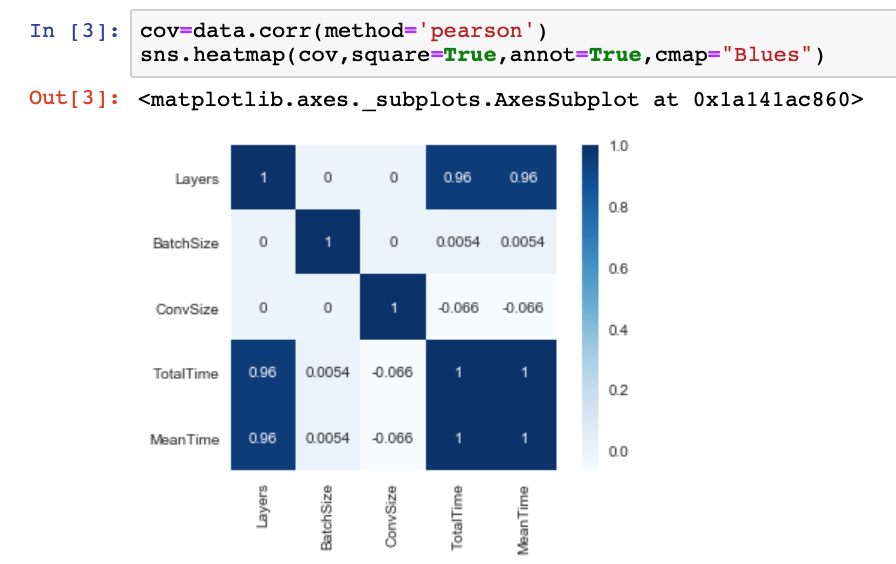 In [3]: cov=data.corr(method='pearson')
sns.heatmap(cov,square=True,annot=True,cmap="Blues")
Out[3]: <matplotlib.axes._subplots.AxesSubplot at 0x1a141ac860>
Layers 1 0 0 0.96 0.96
BatchSize 0 1 0 0.0054 0.0054
ConvSize 0 0 1 -0.066 -0.066
TotalTime 0.96 0.0054 -0.066 1 1
MeanTime 0.96 0.0054 -0.066 1 1
Layers BatchSize ConvSize TotalTime MeanTime
1.0
0.8
0.6
0.4
0.2
0.0